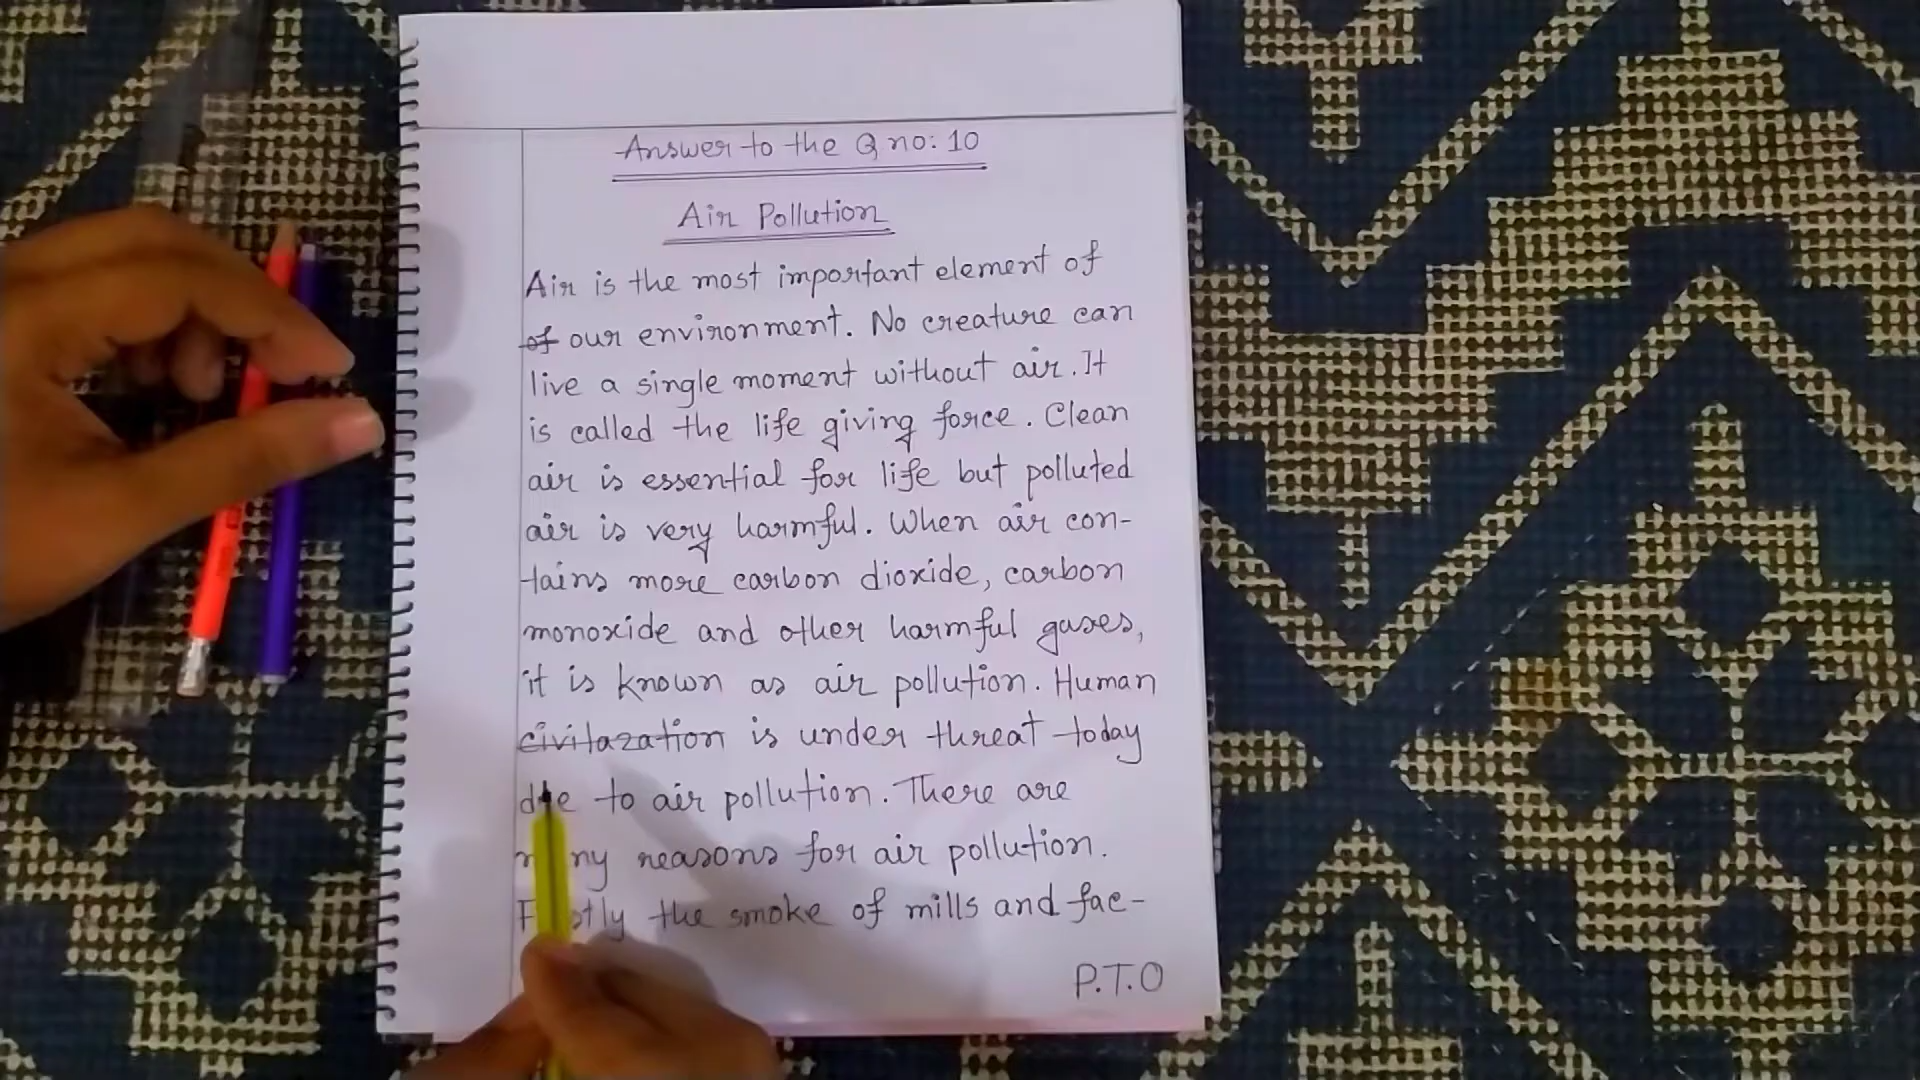 Answer to the Q no: 10
Air Pollution
Air is the most important element of
of our environment. No creature can
live a single moment without air. It
is called the life giving force. Clean
air is essential for life but polluted
air is very harmful. When air con-
tains more carbon dioxide, carbon
monoxide and other harmful gases,
it is known as air pollution. Human
civilazation is under threat today
due to air pollution. There are
many reasons for air pollution.
Firstly the smoke of mills and fac-
P.T.O